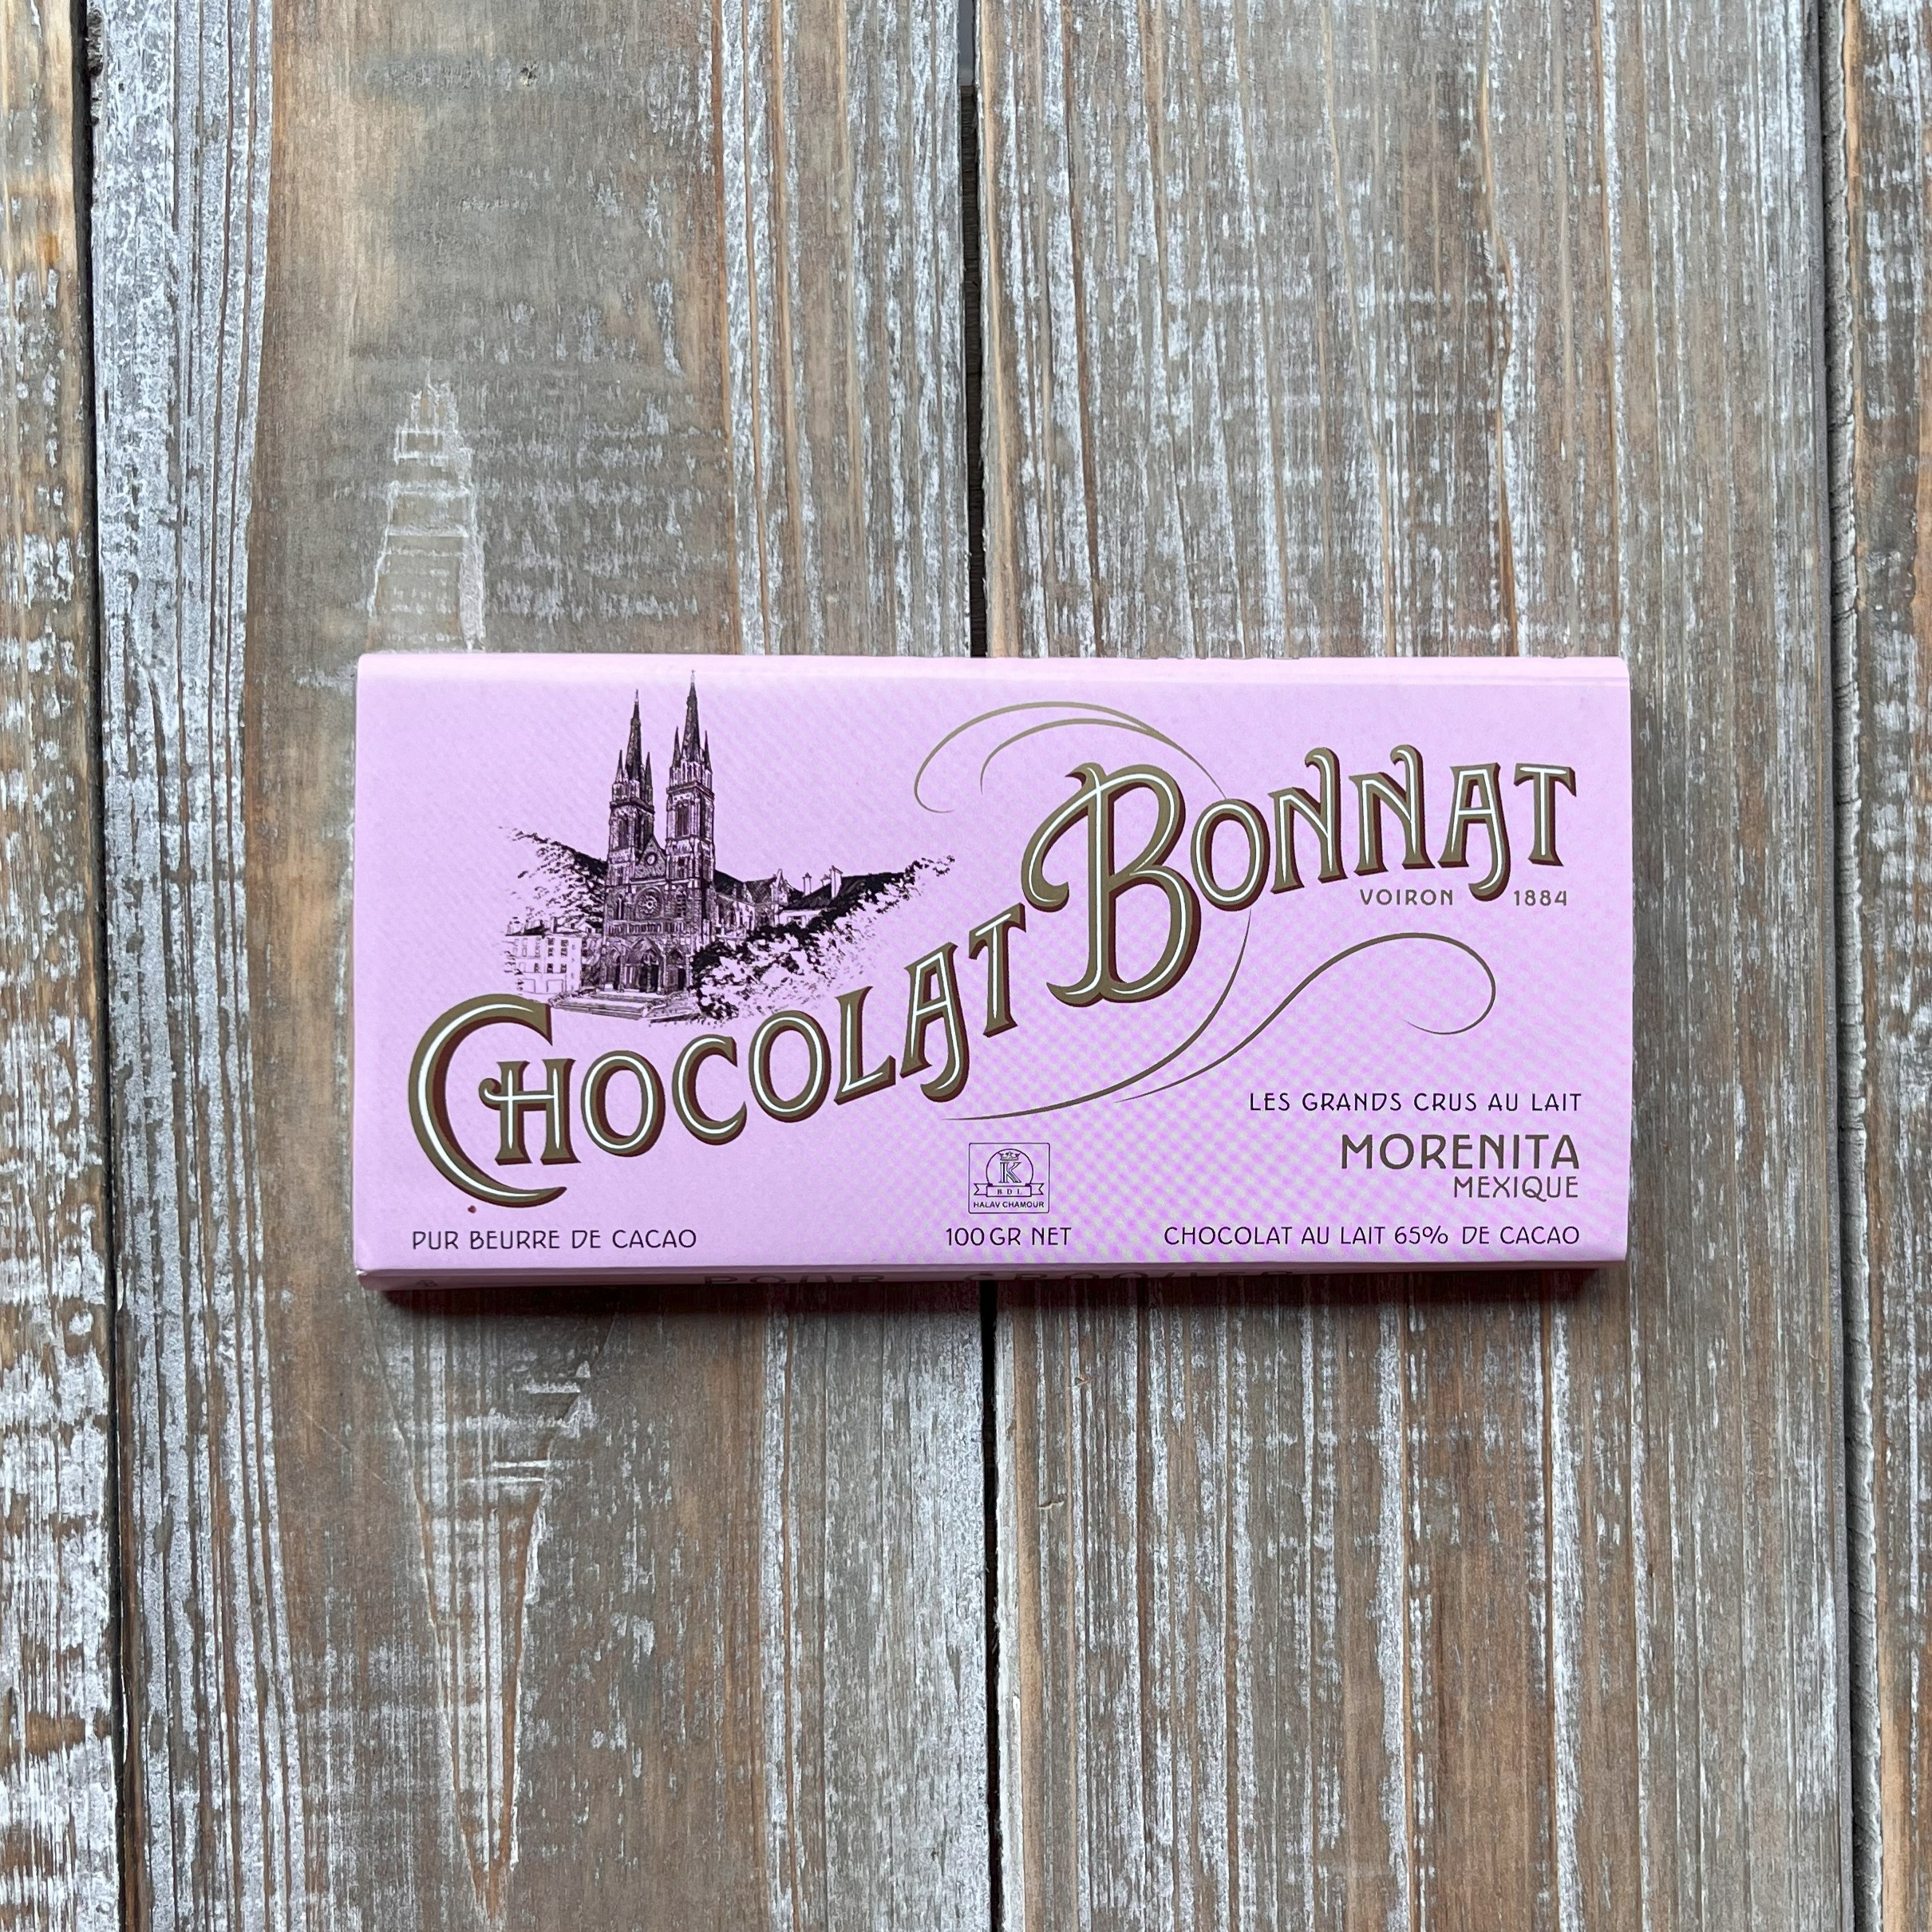 CHOCOLAT BONNAT
VOIRON 1884
LES GRANDS CRUS AU LAIT
MORENITA
MEXIQUE
K
BDL
HALAV CHAMOUR
PUR BEURRE DE CACAO
100 GR NET
CHOCOLAT AU LAIT 65% DE CACAO